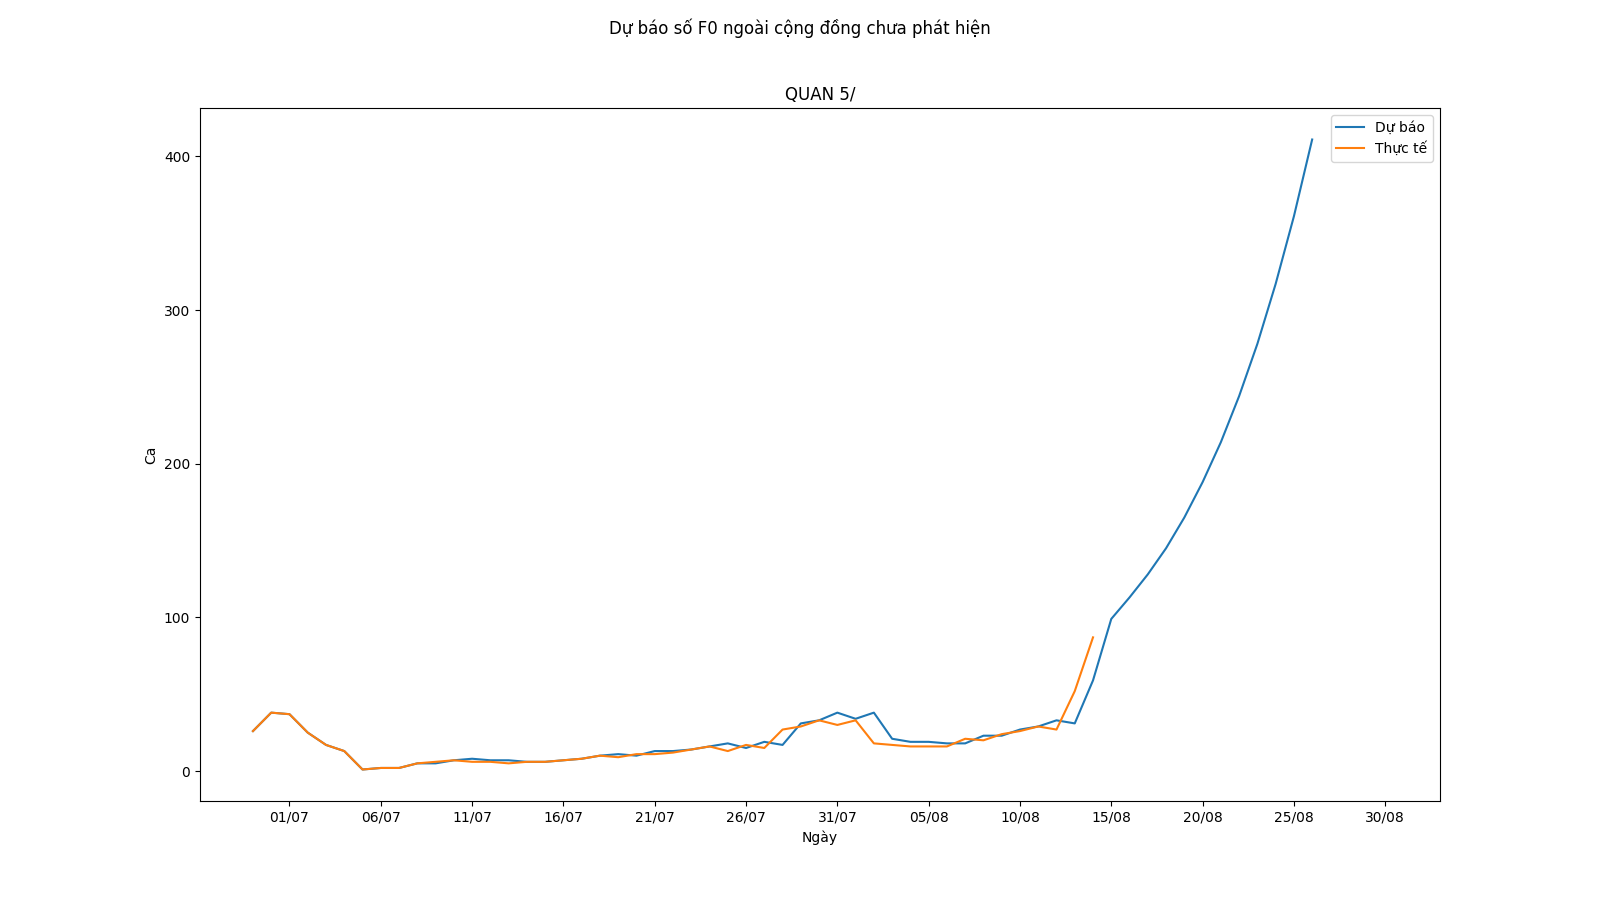 Dự báo số F0 ngoài cộng đồng chưa phát hiện
QUAN 5/
Dự báo
Thực tế
400
300
200
100
0
Ca
01/07 06/07 11/07 16/07 21/07 26/07 31/07 05/08 10/08 15/08 20/08 25/08 30/08
Ngày